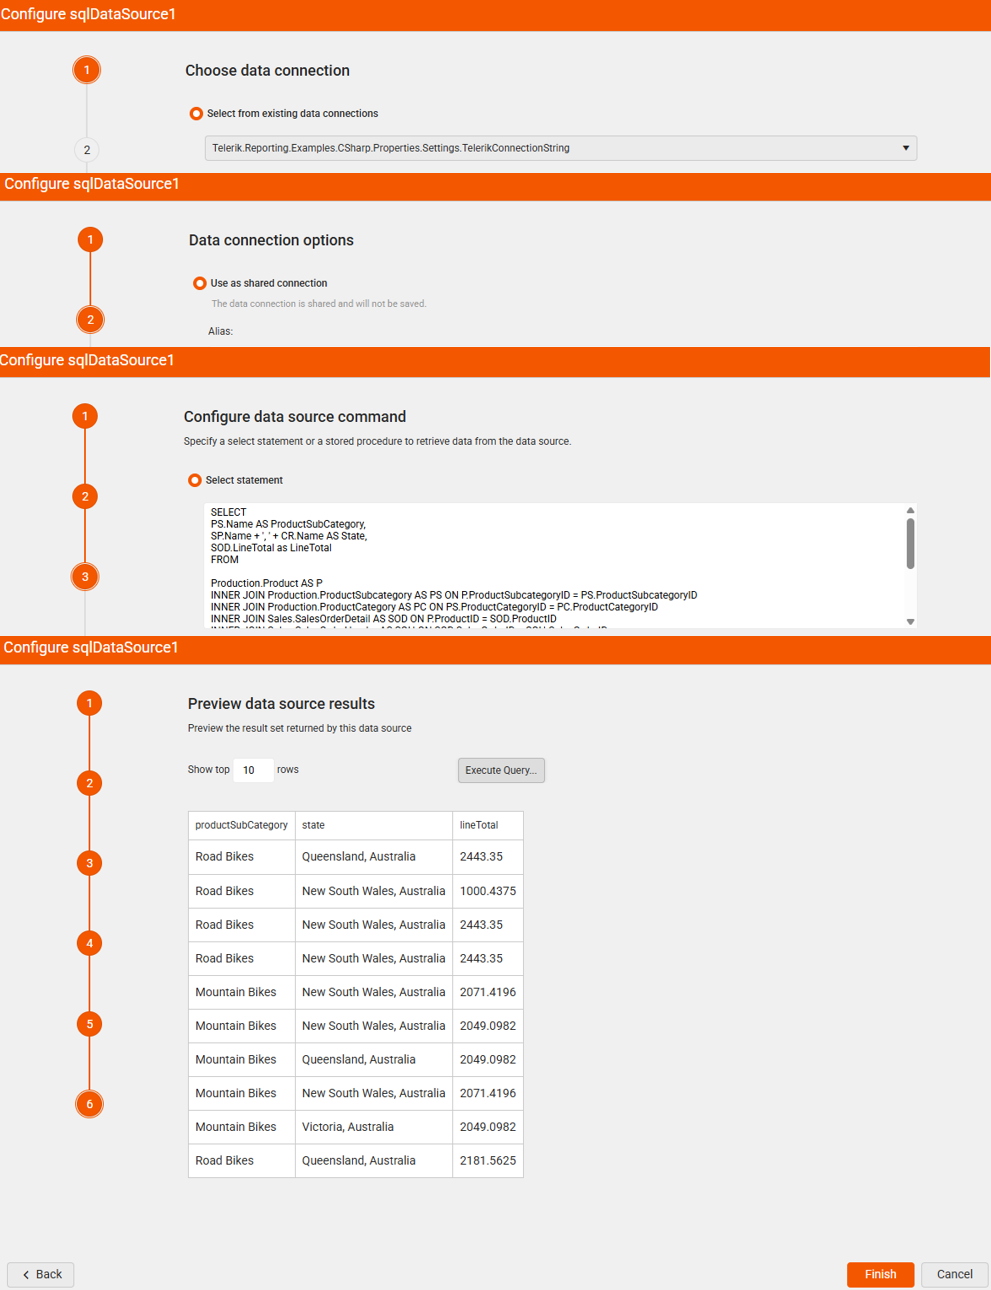 Configure sqlDataSource1
1
Choose data connection
Select from existing data connections
2
Telerik.Reporting.Examples.CSharp.Properties.Settings.TelerikConnectionString
Configure sqlDataSource1
1
Data connection options
Use as shared connection
The data connection is shared and will not be saved.
2
Alias:
Configure sqlDataSource1
1
Configure data source command
Specify a select statement or a stored procedure to retrieve data from the data source.
2
Select statement
SELECT
PS.Name AS ProductSubCategory,
SP.Name + ', ' + CR.Name AS State,
SOD.LineTotal as LineTotal
FROM
3
Production.Product AS P
INNER JOIN Production.ProductSubcategory AS PS ON P.ProductSubcategoryID = PS.ProductSubcategoryID
INNER JOIN Production.ProductCategory AS PC ON PS.ProductCategoryID = PC.ProductCategoryID
INNER JOIN Sales.SalesOrderDetail AS SOD ON P.ProductID = SOD.ProductID
Configure sqlDataSource1
1
Preview data source results
Preview the result set returned by this data source
2
Show top 10 rows Execute Query...
productSubCategory state lineTotal
3
Road Bikes Queensland, Australia 2443.35
Road Bikes New South Wales, Australia 1000.4375
Road Bikes New South Wales, Australia 2443.35
4
Road Bikes New South Wales, Australia 2443.35
Mountain Bikes New South Wales, Australia 2071.4196
5
Mountain Bikes New South Wales, Australia 2049.0982
Mountain Bikes Queensland, Australia 2049.0982
6
Mountain Bikes New South Wales, Australia 2071.4196
Mountain Bikes Victoria, Australia 2049.0982
Road Bikes Queensland, Australia 2181.5625
Back Finish Cancel